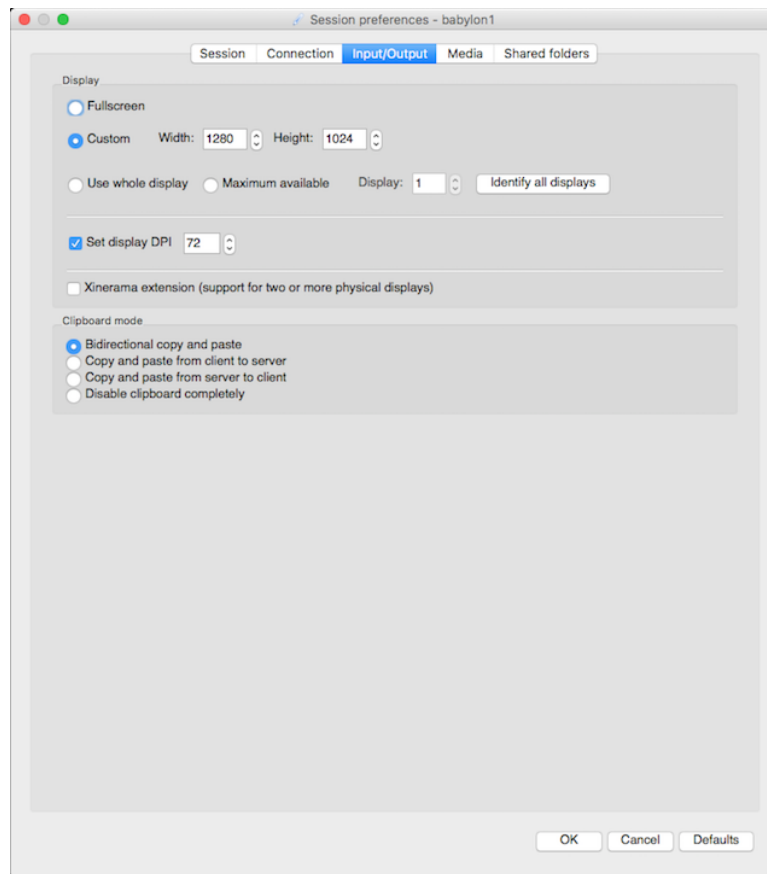 Session preferences - babylon1
Session Connection Input/Output Media Shared folders
Display
Fullscreen
Custom Width: 1280 Height: 1024
Use whole display Maximum available Display: 1 Identify all displays
Set display DPI 72
Xinerama extension (support for two or more physical displays)
Clipboard mode
Bidirectional copy and paste
Copy and paste from client to server
Copy and paste from server to client
Disable clipboard completely
OK Cancel Defaults